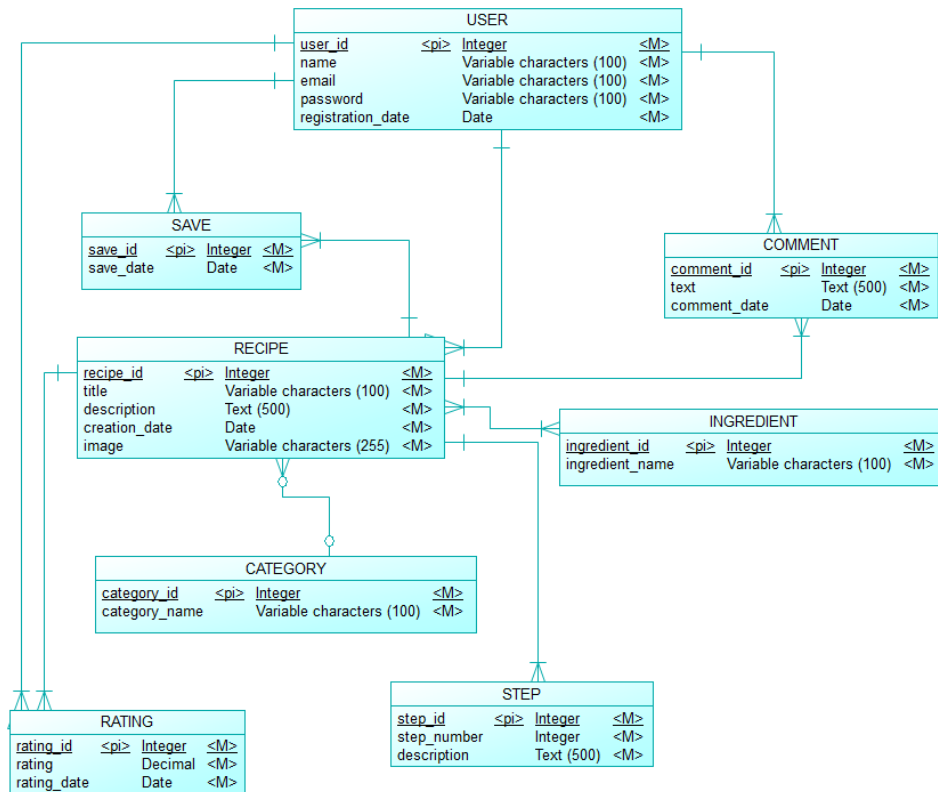 USER
user_id <pi> Integer <M>
name Variable characters (100) <M>
email Variable characters (100) <M>
password Variable characters (100) <M>
registration_date Date <M>
SAVE
save_id <pi> Integer <M>
save_date Date <M>
COMMENT
comment_id <pi> Integer <M>
text Text (500) <M>
comment_date Date <M>
RECIPE
recipe_id <pi> Integer <M>
title Variable characters (100) <M>
description Text (500) <M>
creation_date Date <M>
image Variable characters (255) <M>
INGREDIENT
ingredient_id <pi> Integer <M>
ingredient_name Variable characters (100) <M>
CATEGORY
category_id <pi> Integer <M>
category_name Variable characters (100) <M>
STEP
step_id <pi> Integer <M>
step_number Integer <M>
description Text (500) <M>
RATING
rating_id <pi> Integer <M>
rating Decimal <M>
rating_date Date <M>